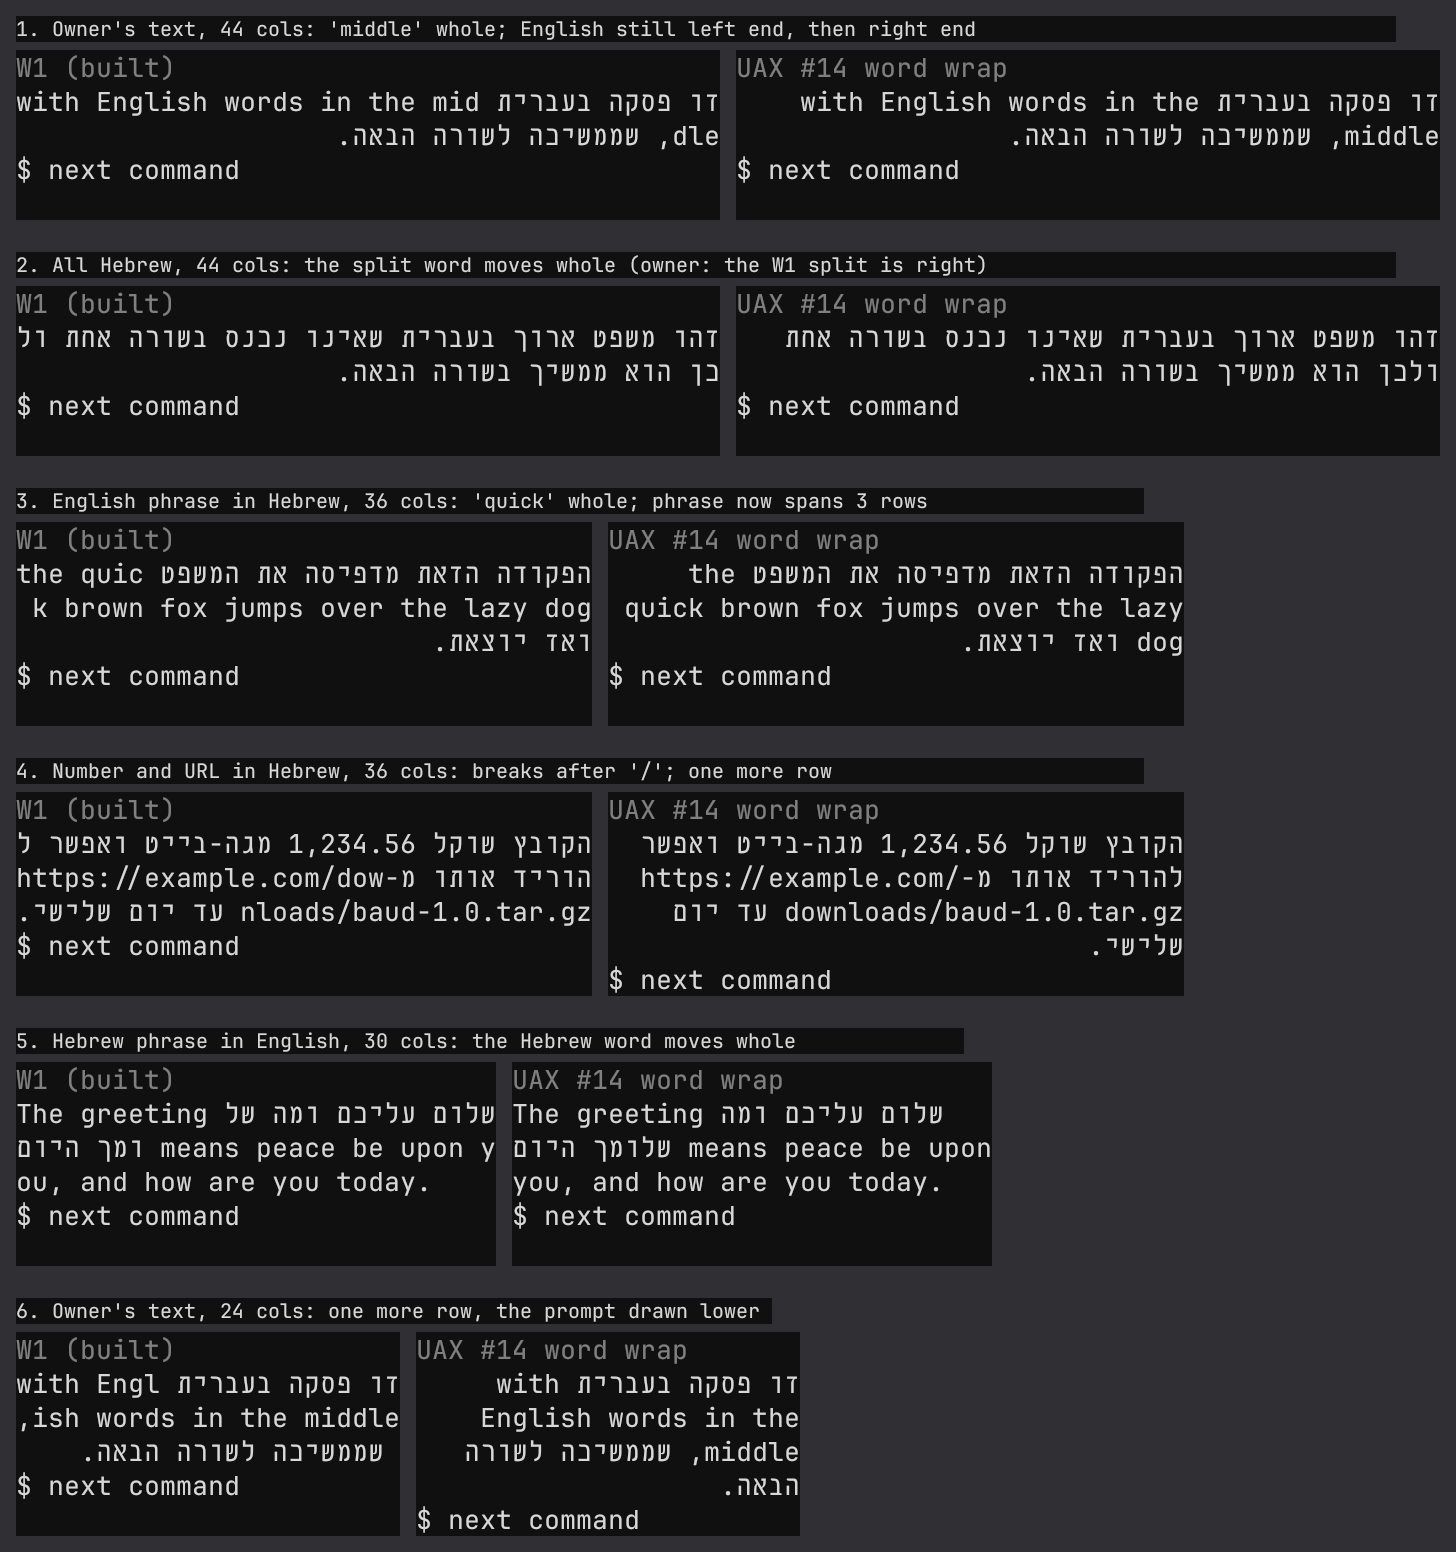 1. Owner's text, 44 cols: 'middle' whole; English still left end, then right end
W1 (built)
זו פסקה בעברית with English words in the mid
dle, שממשיכה לשורה הבאה.
$ next command
UAX #14 word wrap
זו פסקה בעברית with English words in the
middle, שממשיכה לשורה הבאה.
$ next command
2. All Hebrew, 44 cols: the split word moves whole (owner: the W1 split is right)
W1 (built)
זהו משפט ארוך בעברית שאינו נכנס בשורה אחת ול
כך הוא ממשיך בשורה הבאה.
$ next command
UAX #14 word wrap
זהו משפט ארוך בעברית שאינו נכנס בשורה אחת
ולכך הוא ממשיך בשורה הבאה.
$ next command
3. English phrase in Hebrew, 36 cols: 'quick' whole; phrase now spans 3 rows
W1 (built)
הפקודה הזאת מדפיסה את המשפט the quic
k brown fox jumps over the lazy dog
ואז יוצאת.
$ next command
UAX #14 word wrap
הפקודה הזאת מדפיסה את המשפט the
quick brown fox jumps over the lazy
dog ואז יוצאת.
$ next command
4. Number and URL in Hebrew, 36 cols: breaks after '/'; one more row
W1 (built)
הקובץ שוקל 1,234.56 מגה-בייט ואפשר ל
הוריד אותו מ-https://example.com/dow
nloads/baud-1.0.tar.gz עד יום שלישי.
$ next command
UAX #14 word wrap
הקובץ שוקל 1,234.56 מגה-בייט ואפשר
להוריד אותו מ-https://example.com/
downloads/baud-1.0.tar.gz עד יום
שלישי.
$ next command
5. Hebrew phrase in English, 30 cols: the Hebrew word moves whole
W1 (built)
The greeting שלום עליכם ומה של
ומך היום means peace be upon y
ou, and how are you today.
$ next command
UAX #14 word wrap
The greeting שלום עליכם ומה
שלומך היום means peace be upon
you, and how are you today.
$ next command
6. Owner's text, 24 cols: one more row, the prompt drawn lower
W1 (built)
זו פסקה בעברית with Engl
ish words in the middle,
שממשיכה לשורה הבאה.
$ next command
UAX #14 word wrap
זו פסקה בעברית with
English words in the
middle, שממשיכה לשורה
הבאה.
$ next command